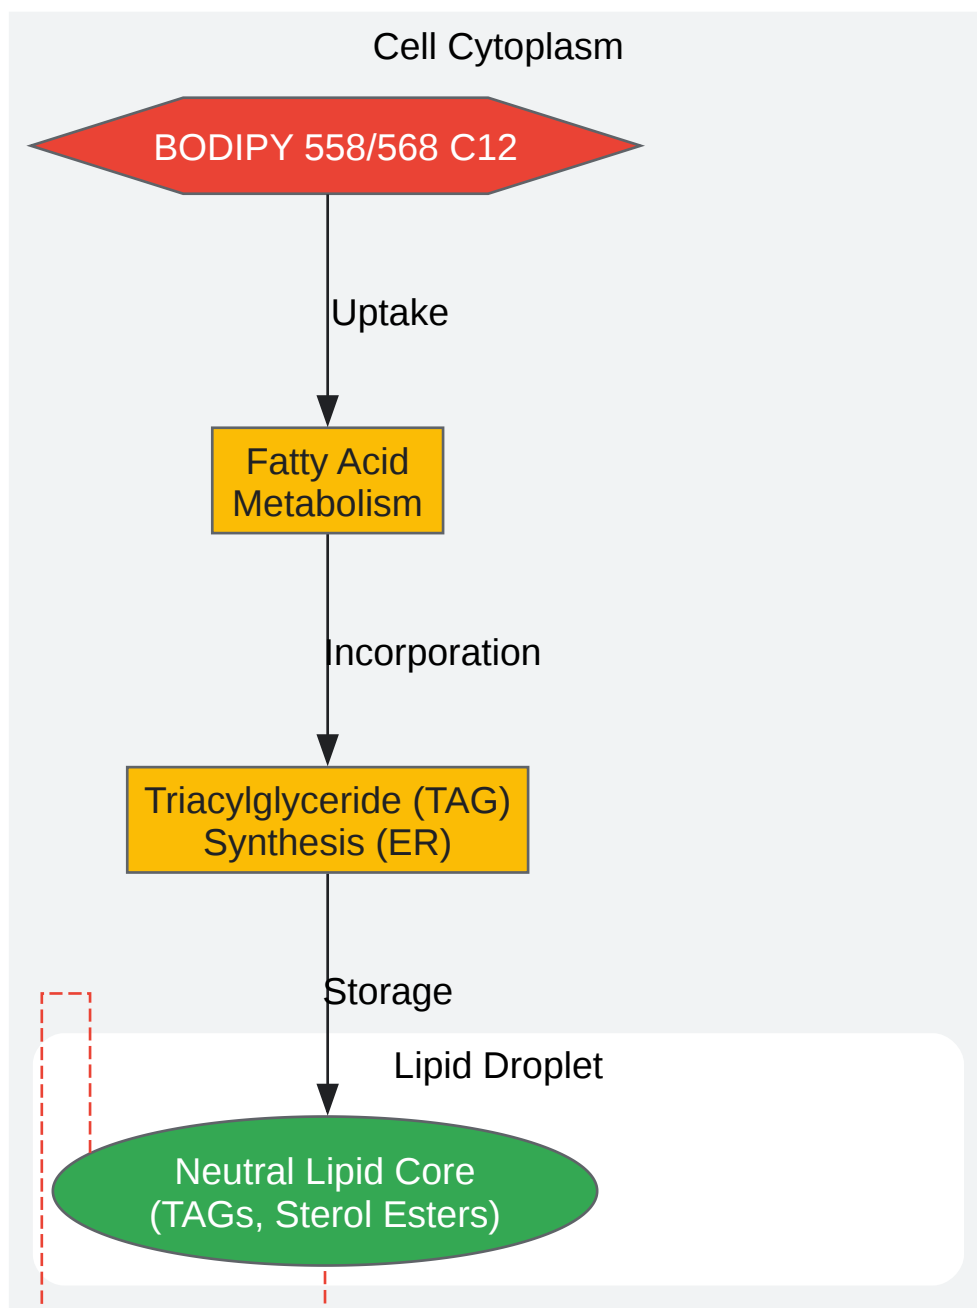 Cell Cytoplasm
BODIPY 558/568 C12
Uptake
Fatty Acid
Metabolism
Incorporation
Triacylglyceride (TAG)
Synthesis (ER)
Storage
Lipid Droplet
Neutral Lipid Core
(TAGs, Sterol Esters)